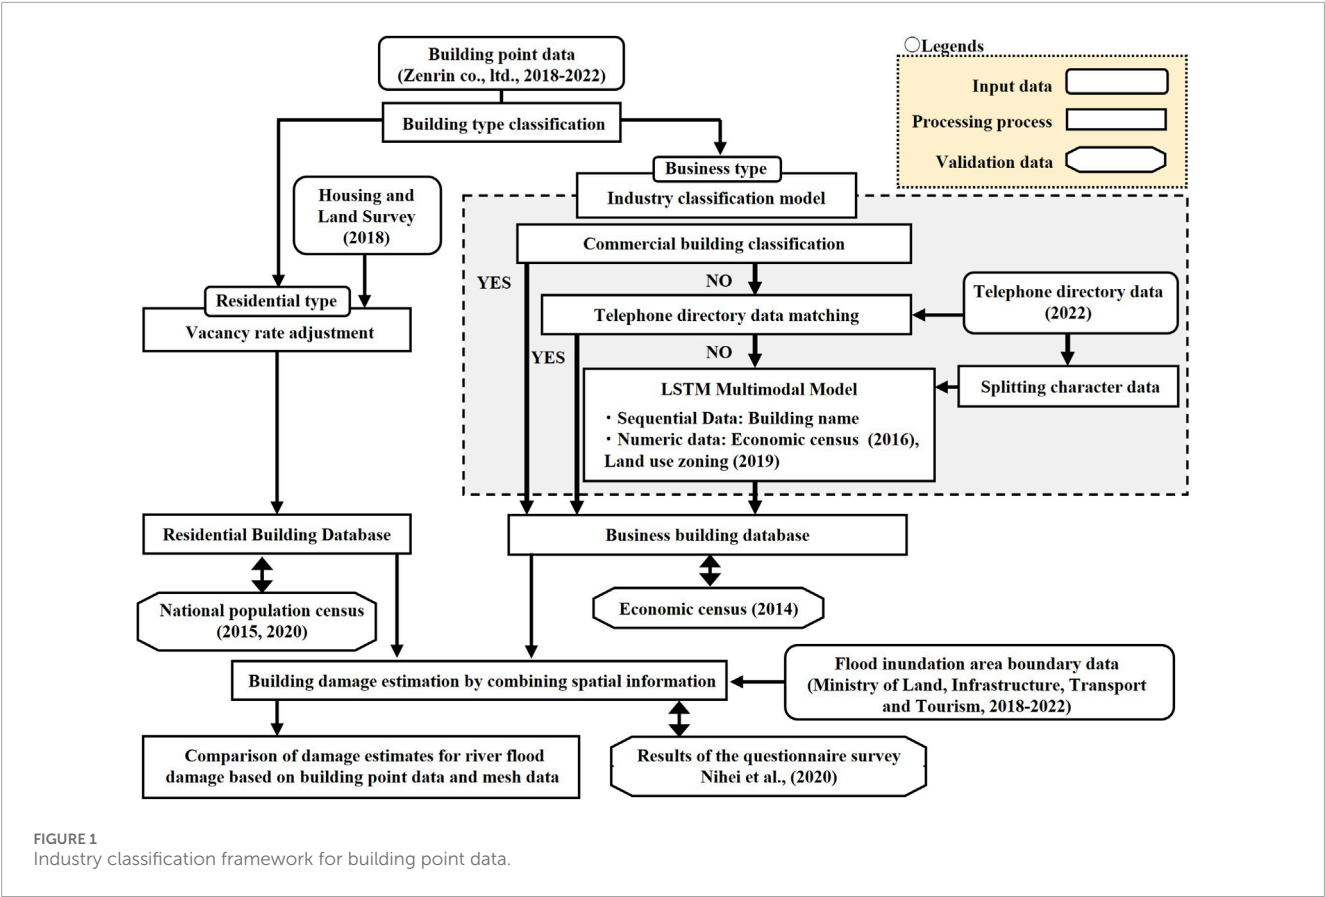 Building point data
(Zenrin co., ltd., 2018-2022)
Building type classification
○Legends
Input data
Processing process
Validation data
Business type
Industry classification model
Housing and
Land Survey
(2018)
Commercial building classification
YES
NO
Residential type
Vacancy rate adjustment
Telephone directory data matching
Telephone directory data
(2022)
YES
NO
LSTM Multimodal Model
・Sequential Data: Building name
・Numeric data: Economic census (2016),
Land use zoning (2019)
Splitting character data
Residential Building Database
Business building database
National population census
(2015, 2020)
Economic census (2014)
Building damage estimation by combining spatial information
Flood inundation area boundary data
(Ministry of Land, Infrastructure, Transport
and Tourism, 2018-2022)
Comparison of damage estimates for river flood
damage based on building point data and mesh data
Results of the questionnaire survey
Nihei et al., (2020)
FIGURE 1
Industry classification framework for building point data.